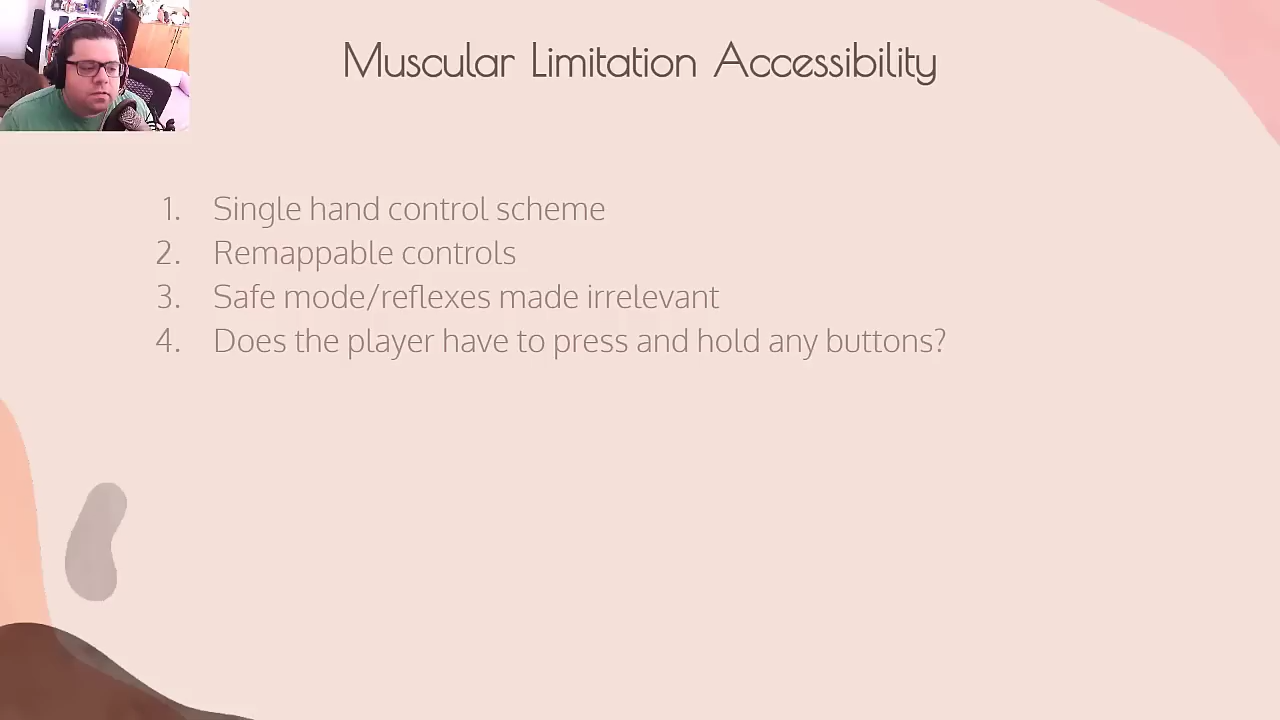 Muscular Limitation Accessibility
1. Single hand control scheme
2. Remappable controls
3. Safe mode/reflexes made irrelevant
4. Does the player have to press and hold any buttons?